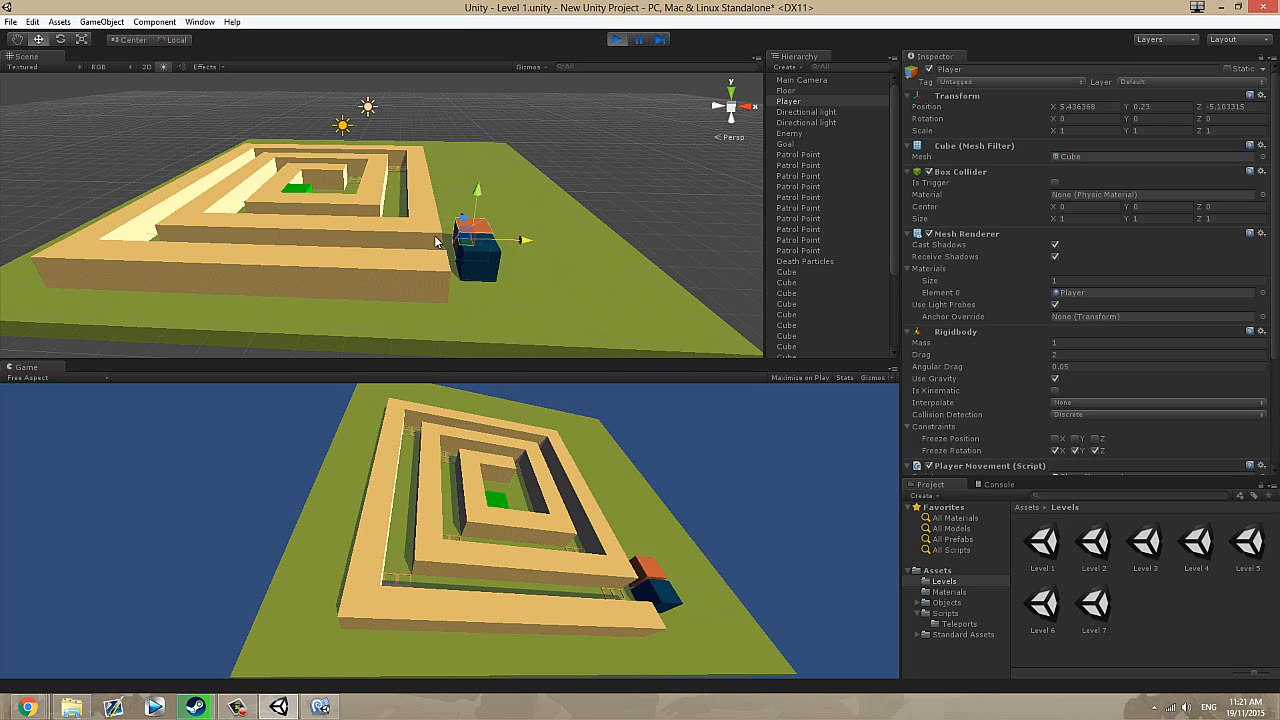 Unity - Level 1.unity - New Unity Project - PC, Mac & Linux Standalone* <DX11>
File Edit Assets GameObject Component Window Help
Center Local
Layers Layout
Scene
Textured RGB 2D Effects Gizmos All
y
x
Persp
Hierarchy
Create All
Main Camera
Floor
Player
Directional light
Directional light
Enemy
Goal
Patrol Point
Patrol Point
Patrol Point
Patrol Point
Patrol Point
Patrol Point
Patrol Point
Patrol Point
Patrol Point
Patrol Point
Death Particles
Cube
Cube
Cube
Cube
Cube
Cube
Cube
Cube
Cube
Inspector
Player Static
Tag Untagged Layer Default
Transform
Position X 5.436368 Y 0.23 Z -5.103315
Rotation X 0 Y 0 Z 0
Scale X 1 Y 1 Z 1
Cube (Mesh Filter)
Mesh Cube
Box Collider
Is Trigger
Material None (Physic Material)
Center X 0 Y 0 Z 0
Size X 1 Y 1 Z 1
Mesh Renderer
Cast Shadows
Receive Shadows
Materials
Size 1
Element 0 Player
Use Light Probes
Anchor Override None (Transform)
Rigidbody
Mass 1
Drag 2
Angular Drag 0.05
Use Gravity
Is Kinematic
Interpolate None
Collision Detection Discrete
Constraints
Freeze Position X Y Z
Freeze Rotation X Y Z
Player Movement (Script)
Game
Free Aspect Maximize on Play Stats Gizmos
Project Console
Create
Favorites
All Materials
All Models
All Prefabs
All Scripts
Assets
Levels
Materials
Objects
Scripts
Teleports
Standard Assets
Assets Levels
Level 1 Level 2 Level 3 Level 4 Level 5
Level 6 Level 7
ENG 11:21 AM
19/11/2015